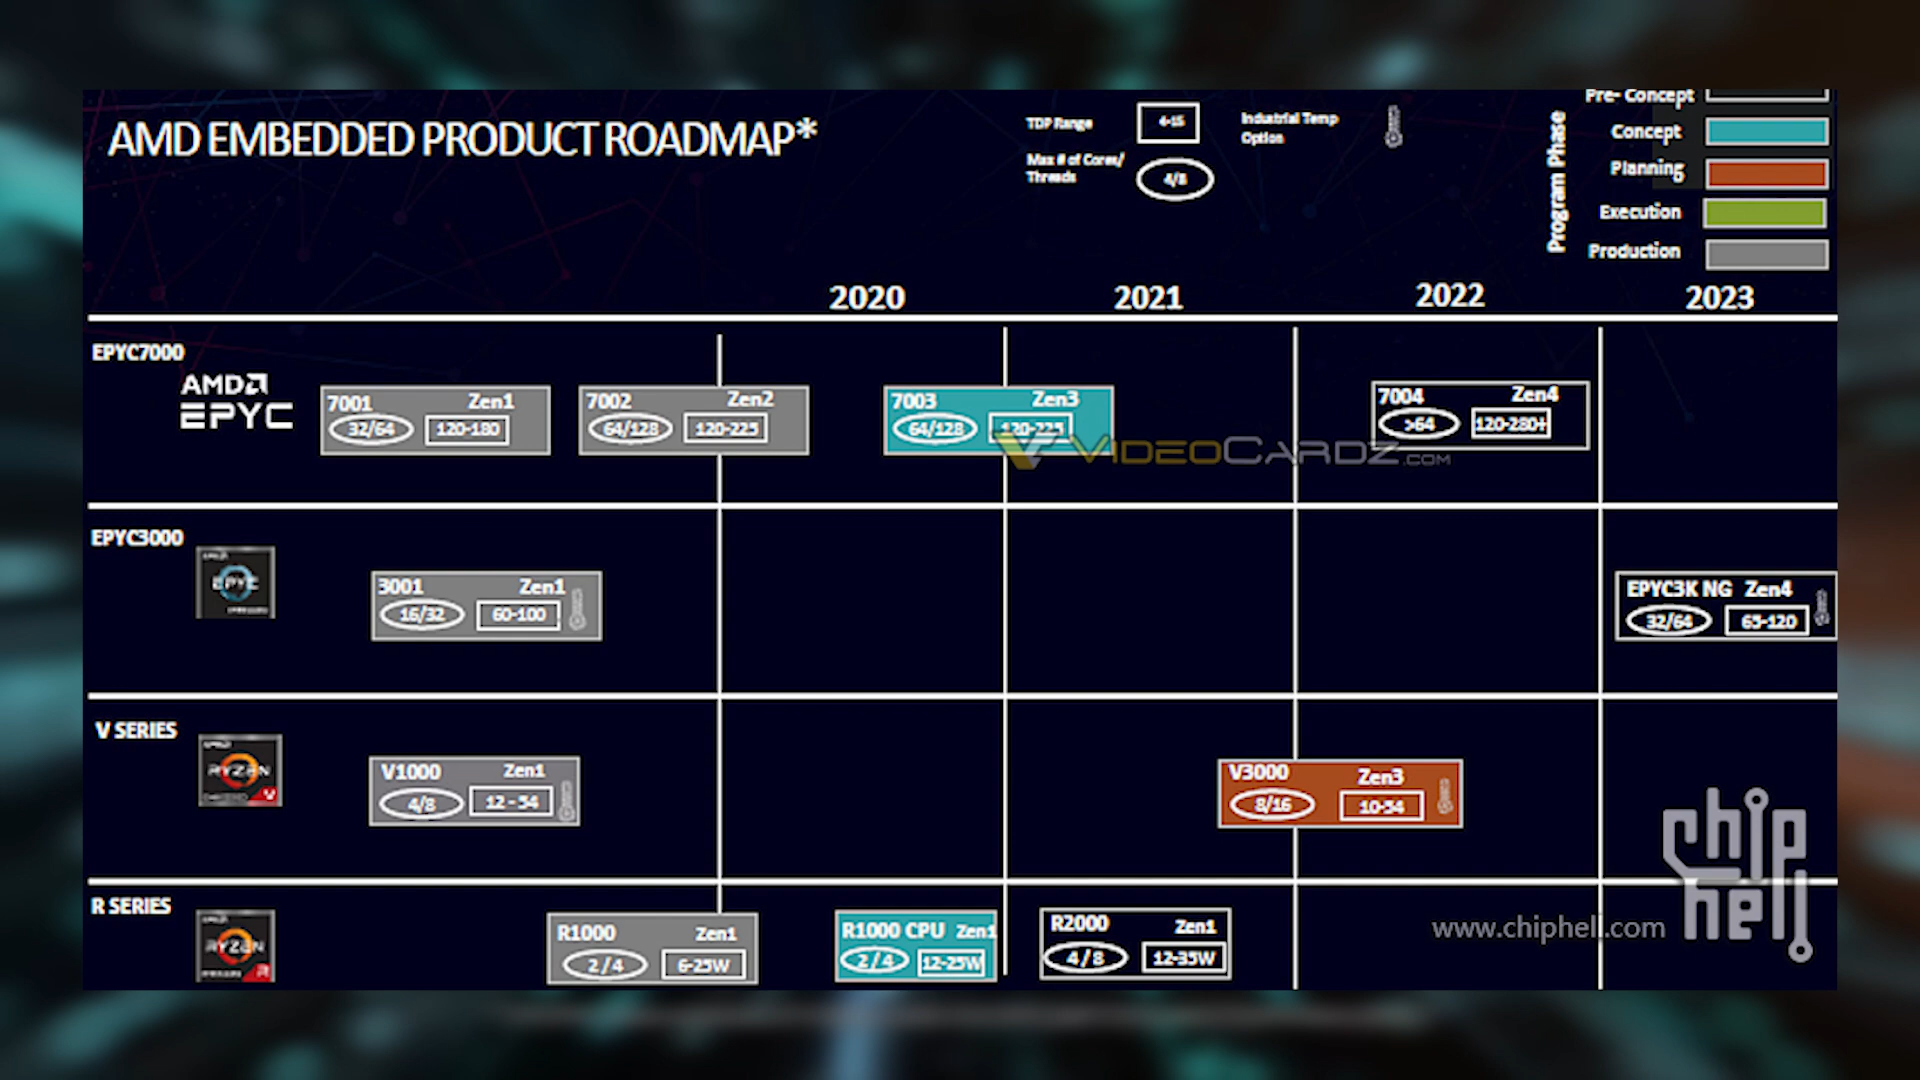 AMD EMBEDDED PRODUCT ROADMAP*
TDP Range
4-15
Max # of Cores/
Threads
4/8
Industrial Temp
Option
Program Phase
Pre- Concept
Concept
Planning
Execution
Production
2020
2021
2022
2023
EPYC7000
AMD
EPYC
7001 Zen1
32/64 120-180
7002 Zen2
64/128 120-225
7003 Zen3
64/128 120-225
7004 Zen4
>64 120-280+
VIDEOCARDZ.COM
EPYC3000
EPYC
3001 Zen1
16/32 60-100
EPYC3K NG Zen4
32/64 65-120
V SERIES
RYZEN
V
V1000 Zen1
4/8 12 - 54
V3000 Zen3
8/16 10-54
R SERIES
RYZEN
R
R1000 Zen1
2/4 6-25W
R1000 CPU Zen1
2/4 12-25W
R2000 Zen1
4/8 12-35W
www.chiphell.com
chip
hell